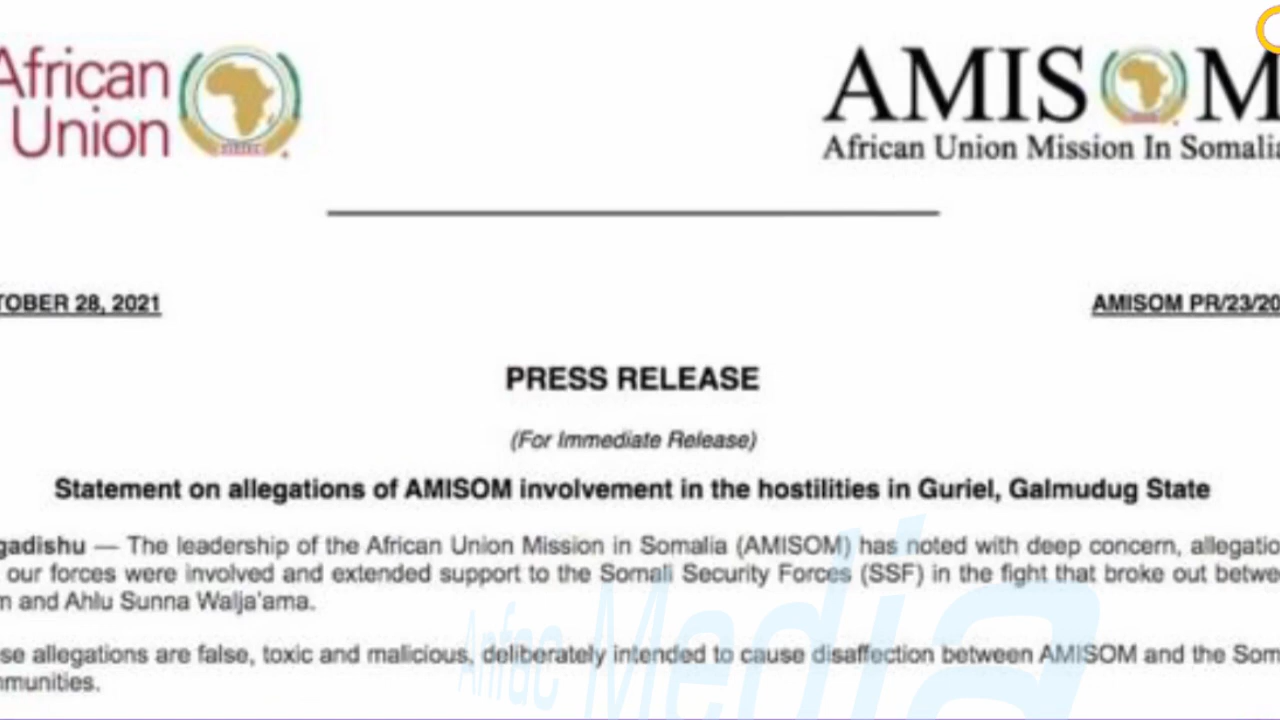 African
Union
AMISOM
African Union Mission In Somalia
TOBER 28, 2021
AMISOM PR/23/20
PRESS RELEASE
(For Immediate Release)
Statement on allegations of AMISOM involvement in the hostilities in Guriel, Galmudug State
gadishu — The leadership of the African Union Mission in Somalia (AMISOM) has noted with deep concern, allegatio
our forces were involved and extended support to the Somali Security Forces (SSF) in the fight that broke out betwee
m and Ahlu Sunna Walja'ama.
se allegations are false, toxic and malicious, deliberately intended to cause disaffection between AMISOM and the Som
mmunities.
Anfac Media